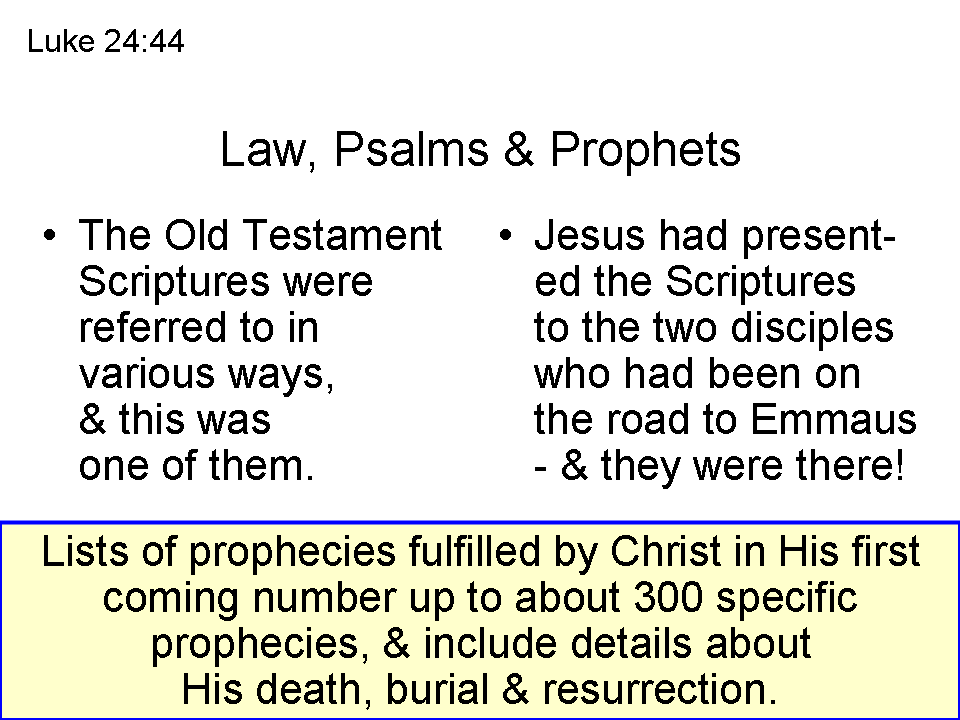 Luke 24:44
Law, Psalms & Prophets
• The Old Testament
Scriptures were
referred to in
various ways,
& this was
one of them.
• Jesus had present-
ed the Scriptures
to the two disciples
who had been on
the road to Emmaus
- & they were there!
Lists of prophecies fulfilled by Christ in His first
coming number up to about 300 specific
prophecies, & include details about
His death, burial & resurrection.